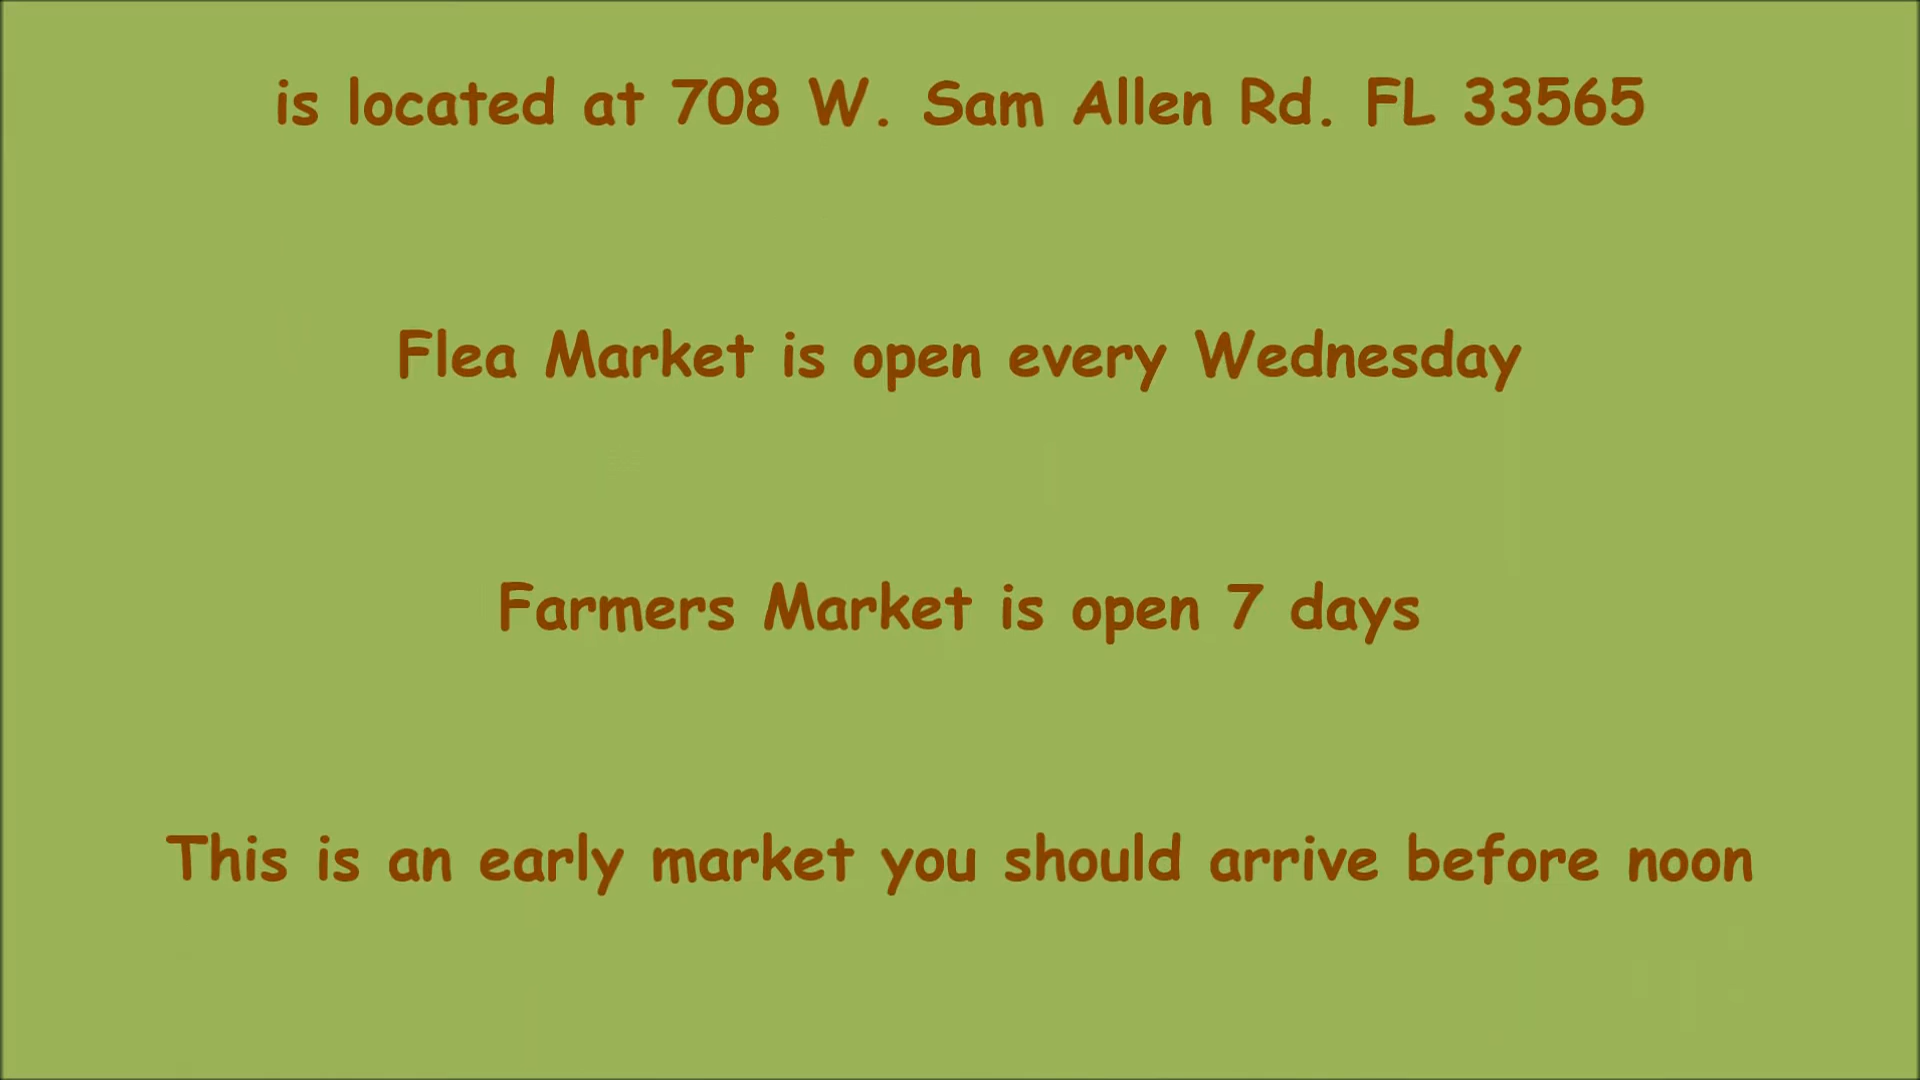 is located at 708 W. Sam Allen Rd. FL 33565
Flea Market is open every Wednesday
Farmers Market is open 7 days
This is an early market you should arrive before noon